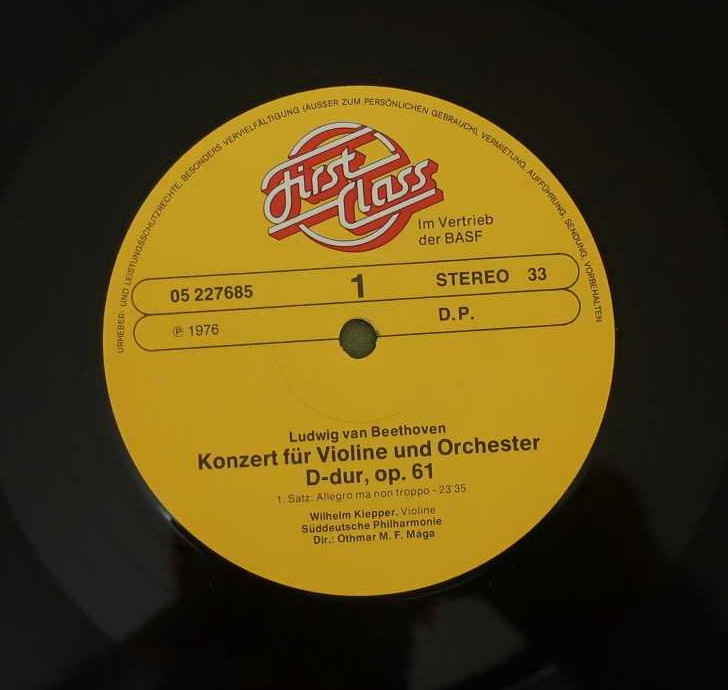 URHEBER- UND LEISTUNGSSCHUTZRECHTE, BESONDERS VERVIELFÄLTIGUNG (AUSSER ZUM PERSÖNLICHEN GEBRAUCH), VERMIETUNG, AUFFÜHRUNG, SENDUNG, VORBEHALTEN
First
Class
Im Vertrieb
der BASF
05 227685 1 STEREO 33
℗ 1976 D.P.
Ludwig van Beethoven
Konzert für Violine und Orchester
D-dur, op. 61
1. Satz: Allegro ma non troppo - 23'35
Wilhelm Klepper, Violine
Süddeutsche Philharmonie
Dir.: Othmar M. F. Mága